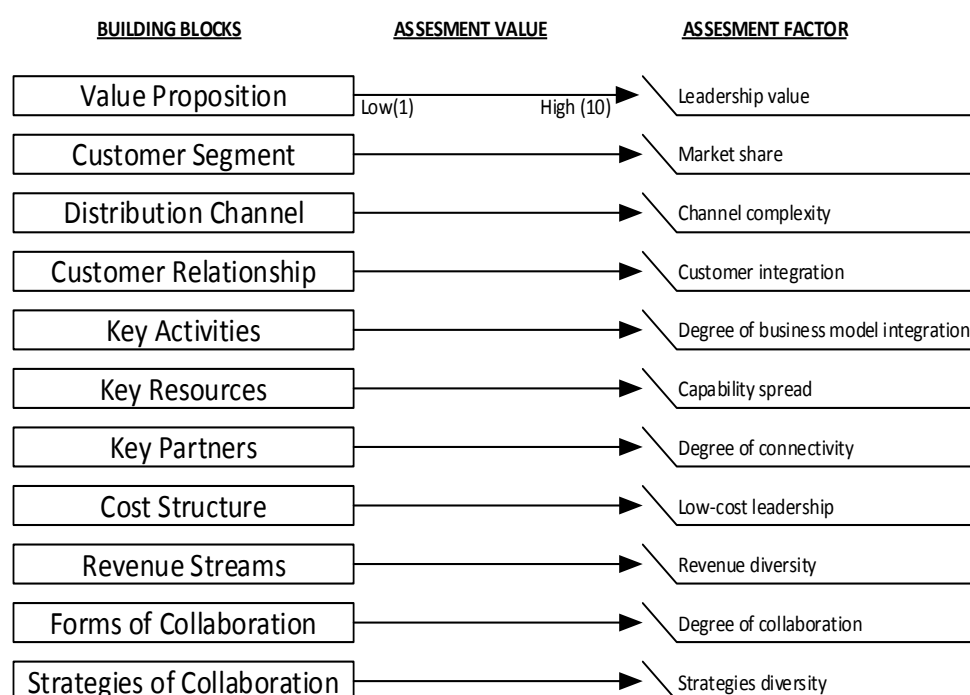 BUILDING BLOCKS ASSESMENT VALUE ASSESMENT FACTOR
Value Proposition Low(1) High (10) Leadership value
Customer Segment Market share
Distribution Channel Channel complexity
Customer Relationship Customer integration
Key Activities Degree of business model integration
Key Resources Capability spread
Key Partners Degree of connectivity
Cost Structure Low-cost leadership
Revenue Streams Revenue diversity
Forms of Collaboration Degree of collaboration
Strategies of Collaboration Strategies diversity